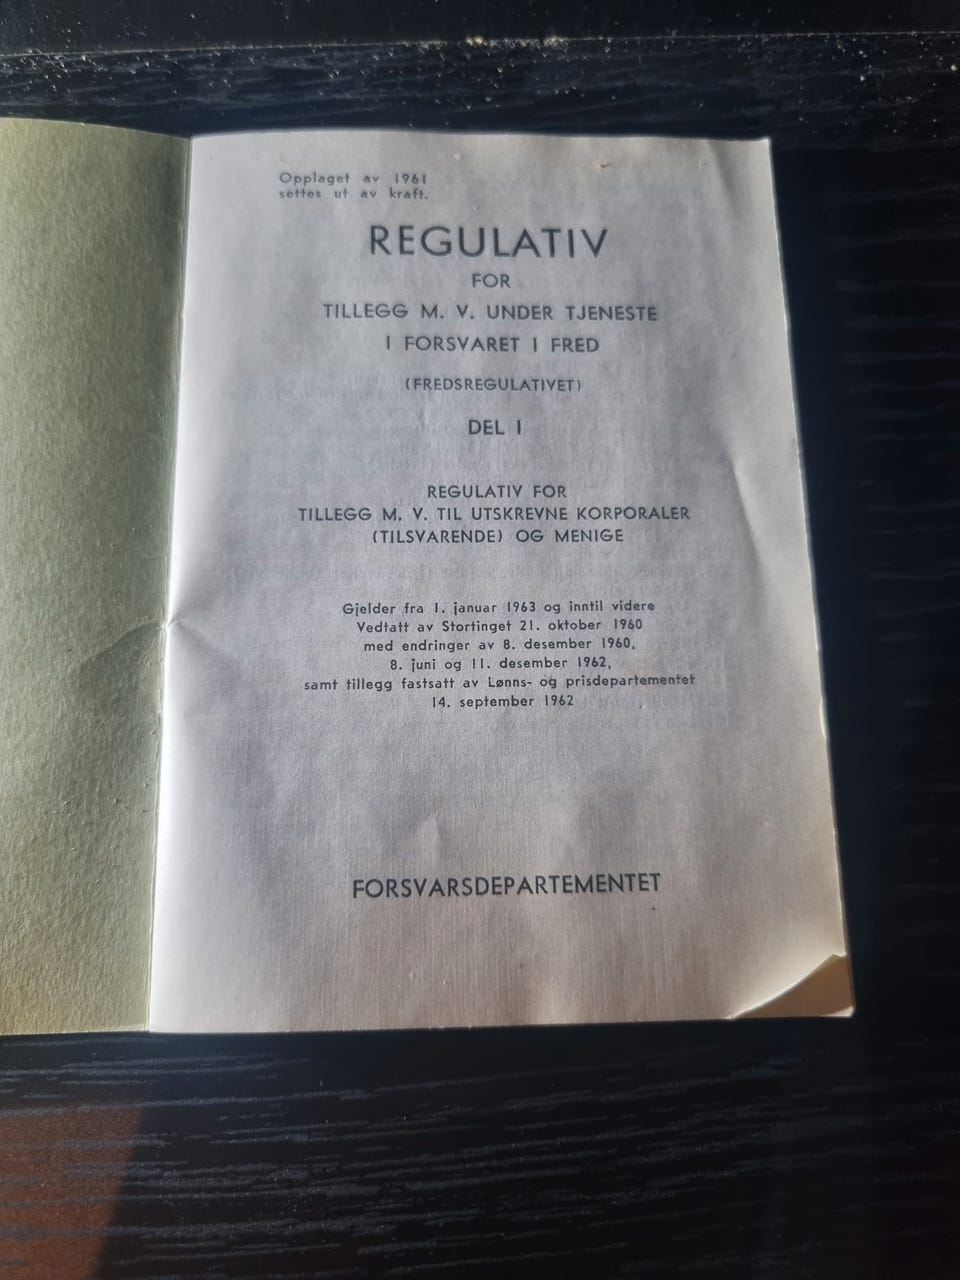 Opplaget av 1961
settes ut av kraft.
REGULATIV
FOR
TILLEGG M. V. UNDER TJENESTE
I FORSVARET I FRED
(FREDSREGULATIVET)
DEL I
REGULATIV FOR
TILLEGG M. V. TIL UTSKREVNE KORPORALER
(TILSVARENDE) OG MENIGE
Gjelder fra 1. januar 1963 og inntil videre
Vedtatt av Stortinget 21. oktober 1960
med endringer av 8. desember 1960,
8. juni og 11. desember 1962,
samt tillegg fastsatt av Lønns- og prisdepartementet
14. september 1962
FORSVARSDEPARTEMENTET